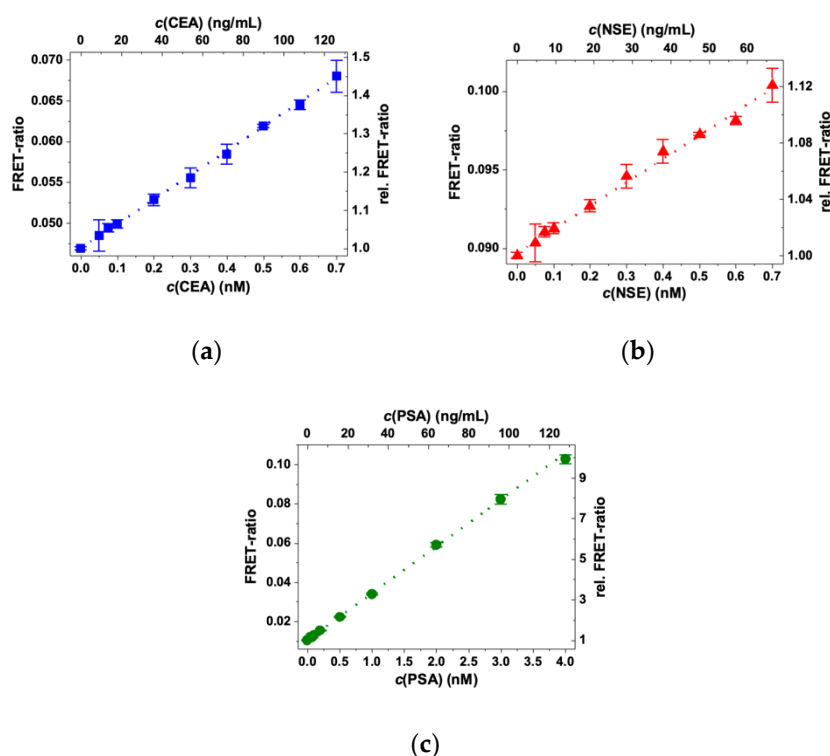 c(CEA) (ng/mL)
0 20 40 60 80 100 120
0.070
0.065
0.060
0.055
0.050
FRET-ratio
1.5
1.4
1.3
1.2
1.1
1.0
rel. FRET-ratio
0.0 0.1 0.2 0.3 0.4 0.5 0.6 0.7
c(CEA) (nM)
(a)
c(NSE) (ng/mL)
0 10 20 30 40 50 60
0.100
0.095
0.090
FRET-ratio
1.12
1.08
1.04
1.00
rel. FRET-ratio
0.0 0.1 0.2 0.3 0.4 0.5 0.6 0.7
c(NSE) (nM)
(b)
c(PSA) (ng/mL)
0 20 40 60 80 100 120
0.10
0.08
0.06
0.04
0.02
FRET-ratio
9
7
5
3
1
rel. FRET-ratio
0.0 0.5 1.0 2.0 3.0 3.5 4.0
c(PSA) (nM)
(c)